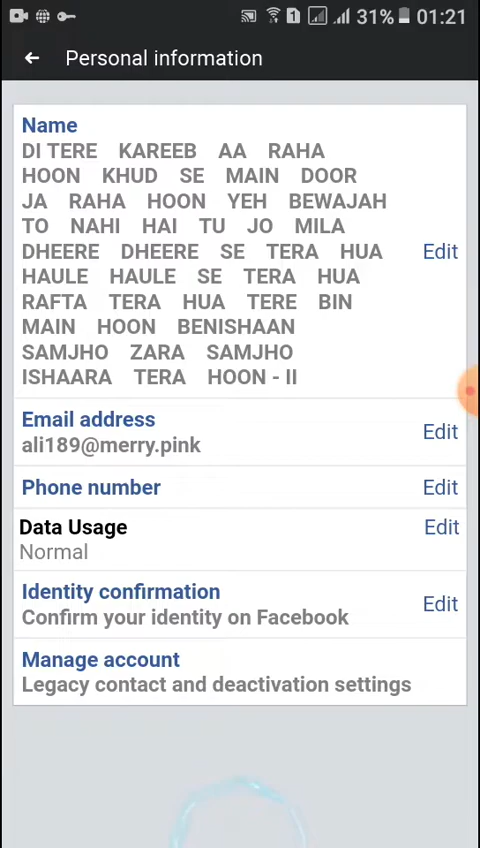 1 31% 01:21
Personal information
Name
DI TERE KAREEB AA RAHA
HOON KHUD SE MAIN DOOR
JA RAHA HOON YEH BEWAJAH
TO NAHI HAI TU JO MILA
DHEERE DHEERE SE TERA HUA
Edit
HAULE HAULE SE TERA HUA
RAFTA TERA HUA TERE BIN
MAIN HOON BENISHAAN
SAMJHO ZARA SAMJHO
ISHAARA TERA HOON - II
Email address
Edit
ali189@merry.pink
Phone number
Edit
Data Usage
Edit
Normal
Identity confirmation
Edit
Confirm your identity on Facebook
Manage account
Legacy contact and deactivation settings